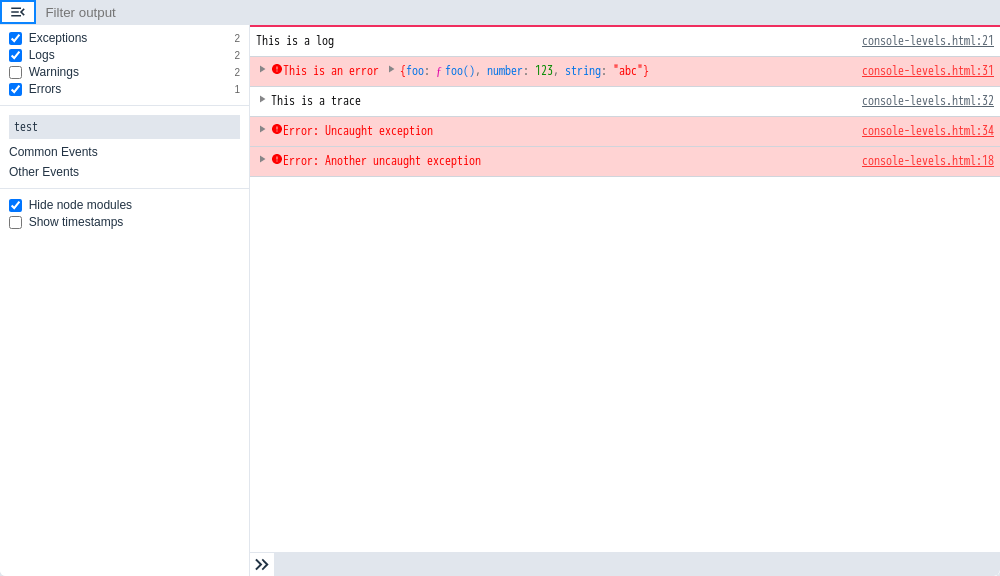 Filter output
Exceptions 2
Logs 2
Warnings 2
Errors 1
test
Common Events
Other Events
Hide node modules
Show timestamps
This is a log console-levels.html:21
This is an error {foo: ƒ foo(), number: 123, string: "abc"} console-levels.html:31
This is a trace console-levels.html:32
Error: Uncaught exception console-levels.html:34
Error: Another uncaught exception console-levels.html:18